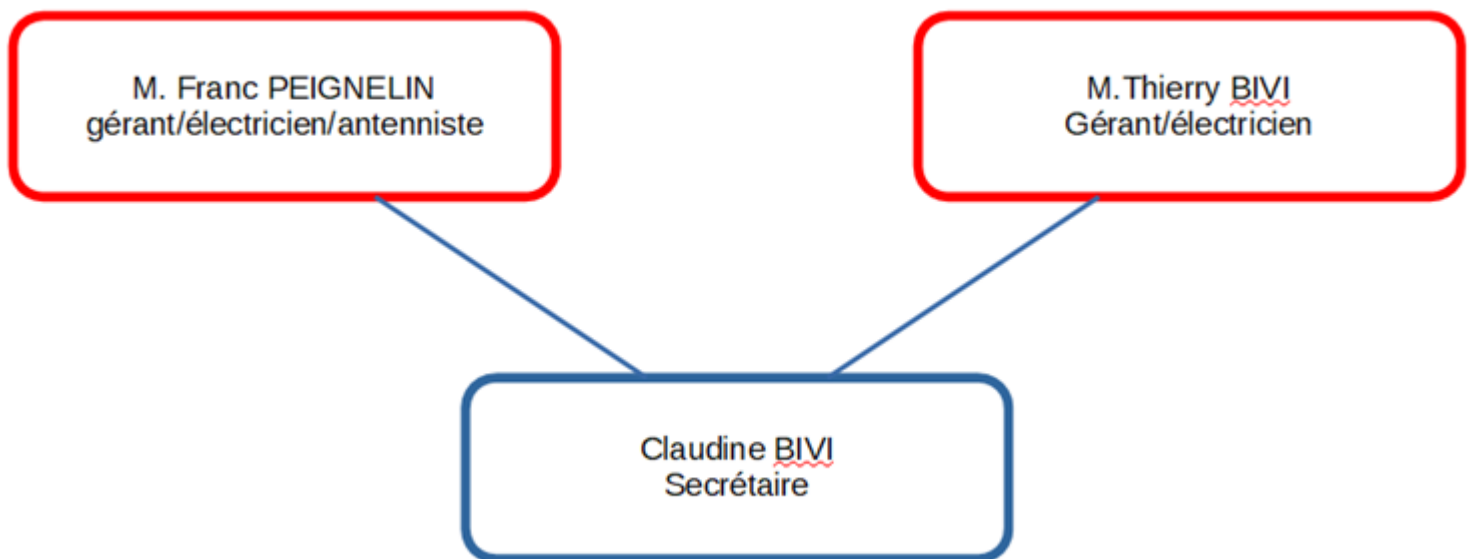 M. Franc PEIGNELIN
gérant/électricien/antenniste
M.Thierry BIVI
Gérant/électricien
Claudine BIVI
Secrétaire